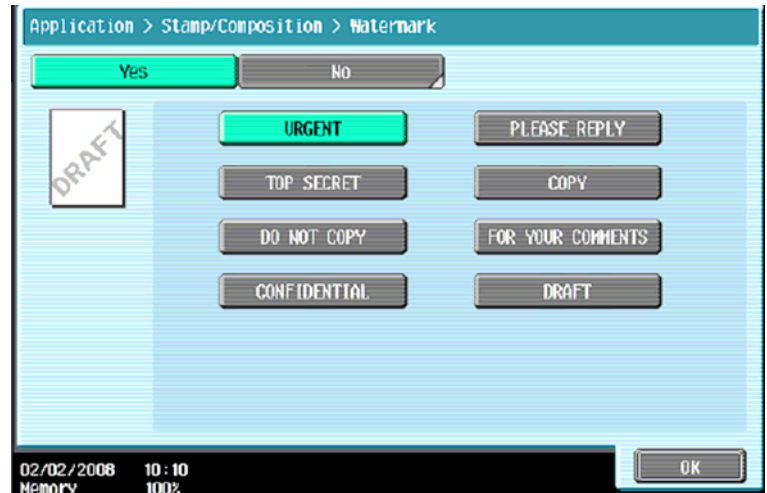 Application > Stamp/Composition > Watermark
Yes No
DRAFT
URGENT PLEASE REPLY
TOP SECRET COPY
DO NOT COPY FOR YOUR COMMENTS
CONFIDENTIAL DRAFT
OK
02/02/2008 10:10
Memory 100%